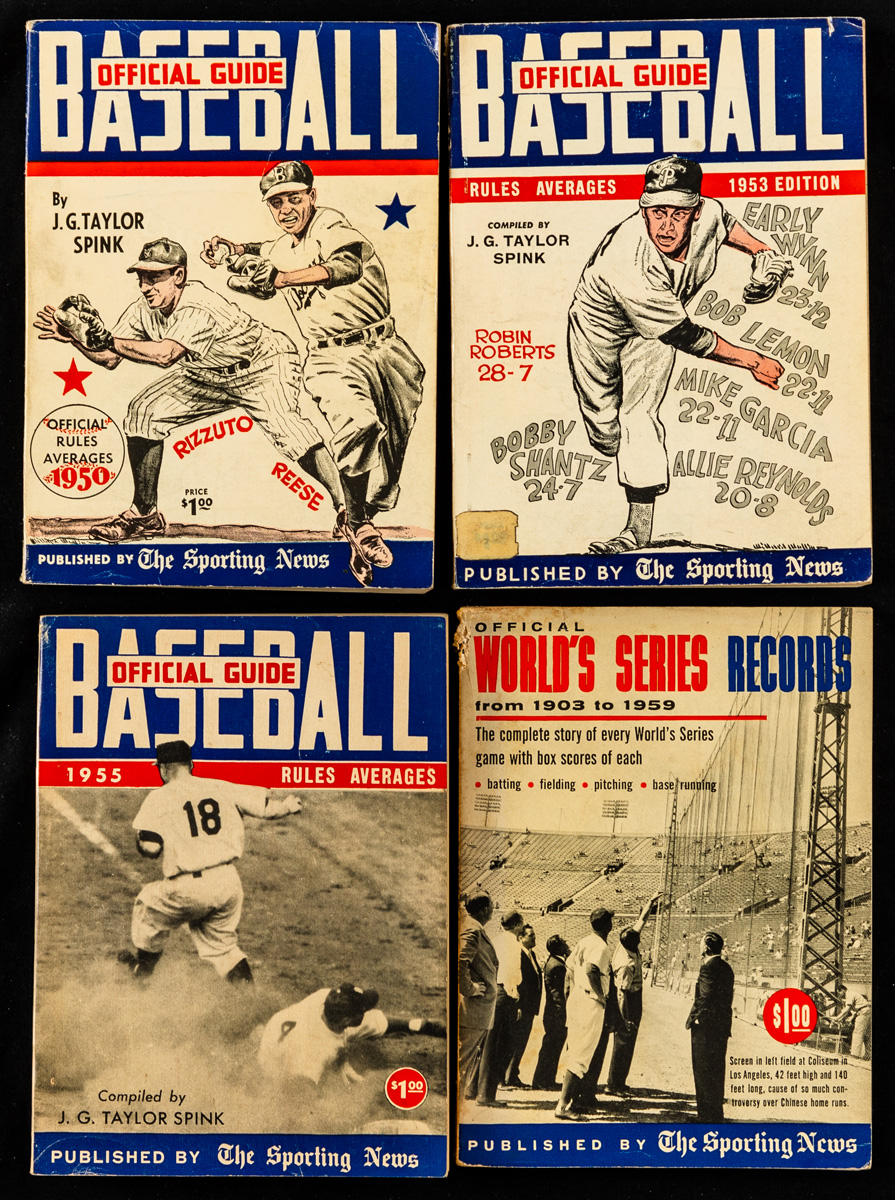 BASEBALL
OFFICIAL GUIDE
By
J.G.TAYLOR
SPINK
B
"OFFICIAL"
RULES
AVERAGES
1950
PRICE
$1.00
RIZZUTO
REESE
PUBLISHED BY The Sporting News
BASEBALL
OFFICIAL GUIDE
RULES AVERAGES 1953 EDITION
COMPILED BY
J. G. TAYLOR
SPINK
P
EARLY
WYNN
23-12
BOB LEMON
22-11
ROBIN
ROBERTS
28-7
MIKE GARCIA
22-11
BOBBY
SHANTZ
24-7
ALLIE REYNOLDS
20-8
PUBLISHED BY The Sporting News
BASEBALL
OFFICIAL GUIDE
1955 RULES AVERAGES
18
Compiled by
J. G. TAYLOR SPINK
$1.00
PUBLISHED BY The Sporting News
OFFICIAL
WORLD'S SERIES RECORDS
from 1903 to 1959
The complete story of every World's Series
game with box scores of each
• batting • fielding • pitching • base running
$1.00
Screen in left field at Coliseum in
Los Angeles, 42 feet high and 140
feet long, cause of so much con-
troversy over Chinese home runs.
PUBLISHED BY The Sporting News